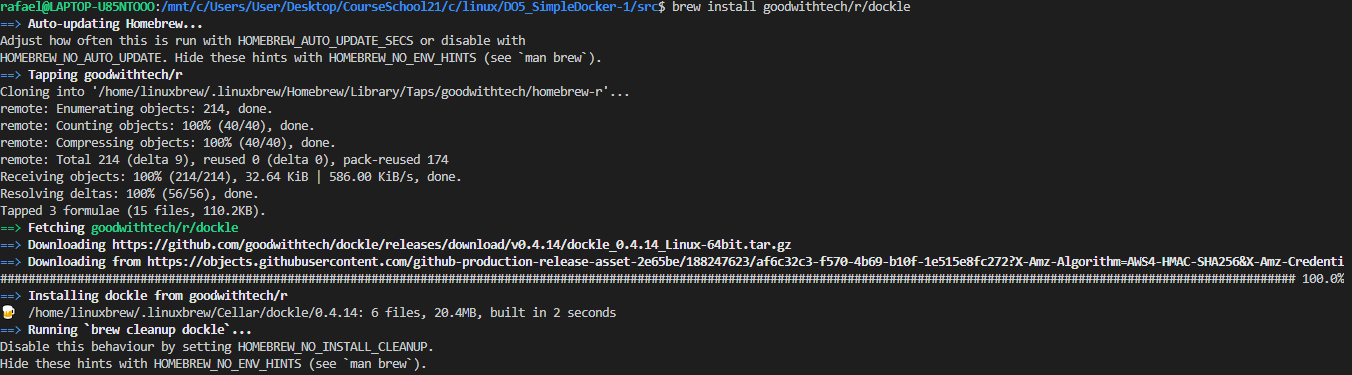 rafael@LAPTOP-U85NTOOO:/mnt/c/Users/User/Desktop/CourseSchool21/c/linux/DO5_SimpleDocker-1/src$ brew install goodwithtech/r/dockle
==> Auto-updating Homebrew...
Adjust how often this is run with HOMEBREW_AUTO_UPDATE_SECS or disable with
HOMEBREW_NO_AUTO_UPDATE. Hide these hints with HOMEBREW_NO_ENV_HINTS (see `man brew`).
==> Tapping goodwithtech/r
Cloning into '/home/linuxbrew/.linuxbrew/Homebrew/Library/Taps/goodwithtech/homebrew-r'...
remote: Enumerating objects: 214, done.
remote: Counting objects: 100% (40/40), done.
remote: Compressing objects: 100% (40/40), done.
remote: Total 214 (delta 9), reused 0 (delta 0), pack-reused 174
Receiving objects: 100% (214/214), 32.64 KiB | 586.00 KiB/s, done.
Resolving deltas: 100% (56/56), done.
Tapped 3 formulae (15 files, 110.2KB).
==> Fetching goodwithtech/r/dockle
==> Downloading https://github.com/goodwithtech/dockle/releases/download/v0.4.14/dockle_0.4.14_Linux-64bit.tar.gz
==> Downloading from https://objects.githubusercontent.com/github-production-release-asset-2e65be/188247623/af6c32c3-f570-4b69-b10f-1e515e8fc272?X-Amz-Algorithm=AWS4-HMAC-SHA256&X-Amz-Credenti
######################################################################## 100.0%
==> Installing dockle from goodwithtech/r
🍺  /home/linuxbrew/.linuxbrew/Cellar/dockle/0.4.14: 6 files, 20.4MB, built in 2 seconds
==> Running `brew cleanup dockle`...
Disable this behaviour by setting HOMEBREW_NO_INSTALL_CLEANUP.
Hide these hints with HOMEBREW_NO_ENV_HINTS (see `man brew`).